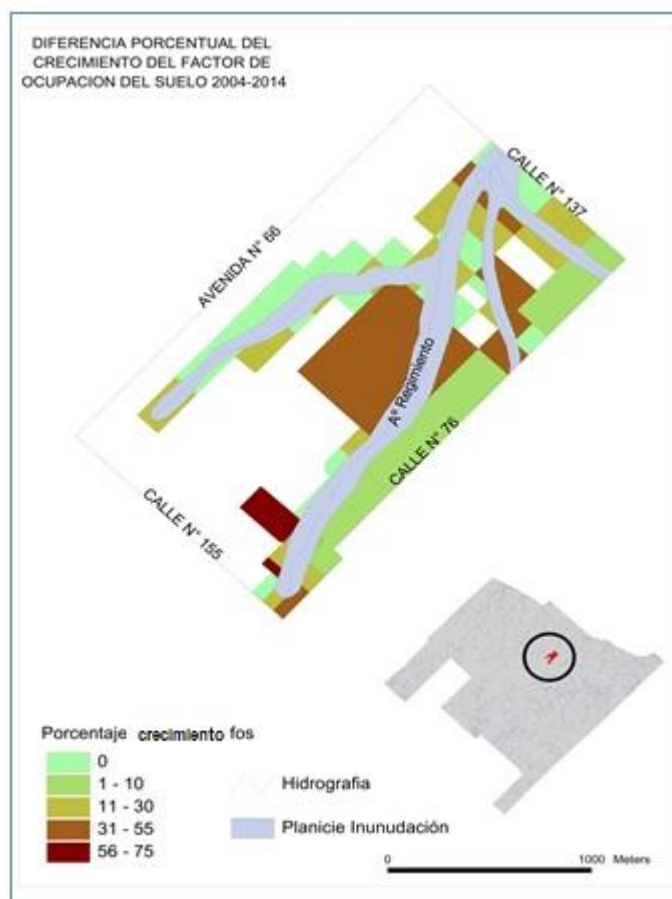 DIFERENCIA PORCENTUAL DEL
CRECIMIENTO DEL FACTOR DE
OCUPACION DEL SUELO 2004-2014
CALLE N° 137
AVENIDA N° 66
Aº Regimiento
CALLE N° 76
CALLE N° 155
Porcentaje crecimiento fos
0
1 - 10
11 - 30
31 - 55
56 - 75
Hidrografia
Planicie Inunudación
0 1000 Meters